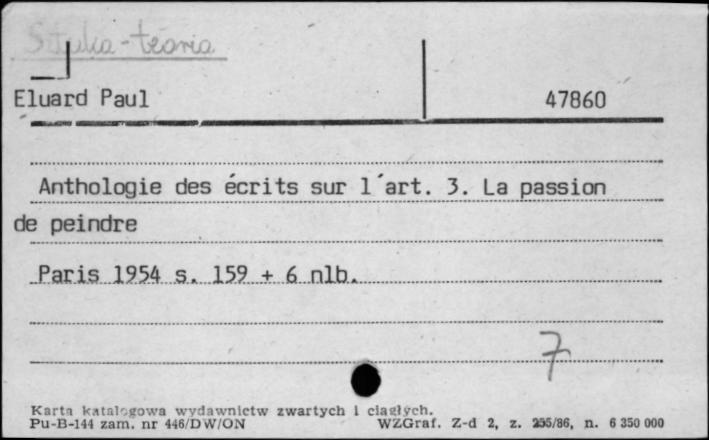 Sztuka - teoria
Eluard Paul 47860
Anthologie des écrits sur l'art. 3. La passion
de peindre
Paris 1954 s. 159 + 6 nlb.
7
Karta katalogowa wydawnictw zwartych i ciągłych.
Pu-B-144 zam. nr 446/DW/ON WZGraf. Z-d 2, z. 255/86, n. 6 350 000